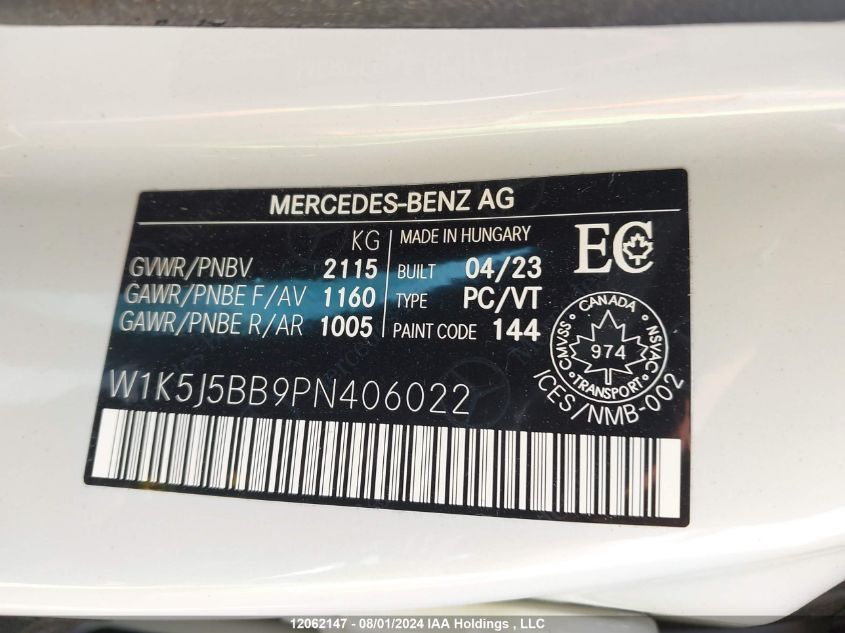 MERCEDES-BENZ AG
KG
GVWR/PNBV 2115
GAWR/PNBE F/AV 1160
GAWR/PNBE R/AR 1005
MADE IN HUNGARY
BUILT 04/23
TYPE PC/VT
PAINT CODE 144
EC
CANADA
CMVSS 974 NSVAC
TRANSPORT
ICES/NMB-002
W1K5J5BB9PN406022
12062147 - 08/01/2024 IAA Holdings , LLC